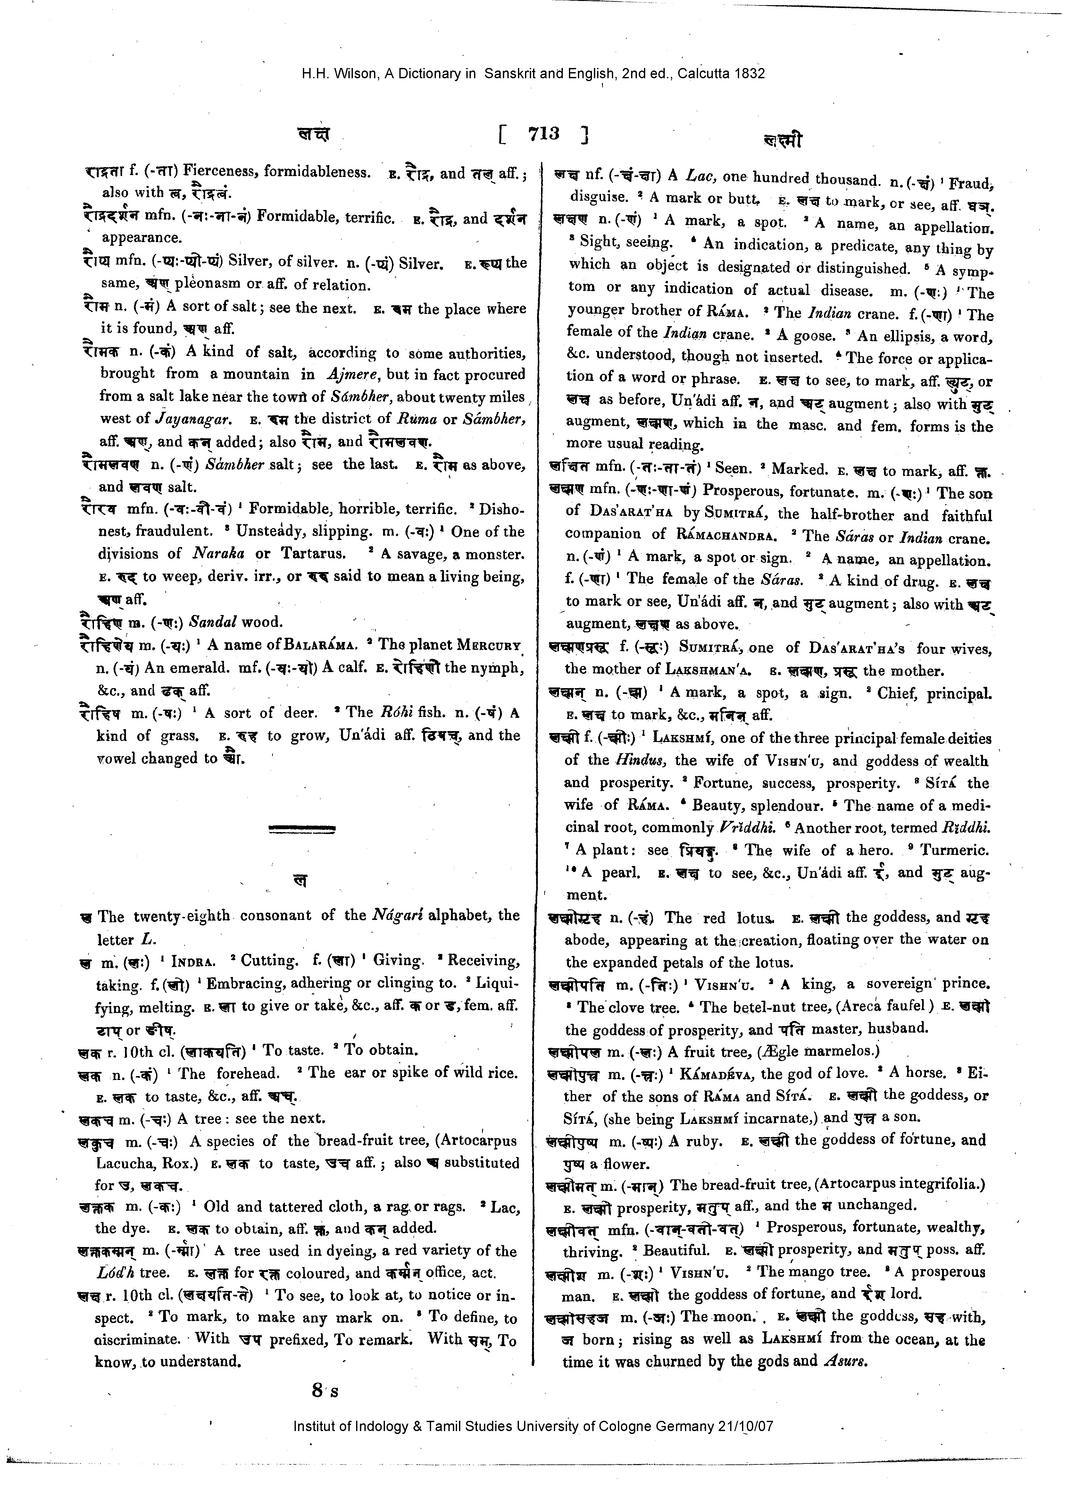 H.H. Wilson, A Dictionary in Sanskrit and English, 2nd ed., Calcutta 1832
लक्ष [ 713 ] लक्ष्मी
रौद्रता f. (-ता) Fierceness, formidableness. E. रौद्र, and तल् aff. ;
also with त्व, रौद्रत्वं.
रौद्रदर्शन mfn. (-नः-ना-नं) Formidable, terrific. E. रौद्र, and दर्शन
appearance.
रौप्य mfn. (-प्यः-प्यी-प्यं) Silver, of silver. n. (-प्यं) Silver. E. रूप्य the
same, अण् pleonasm or aff. of relation.
रौम n. (-मं) A sort of salt; see the next. E. रुम the place where
it is found, अण् aff.
रौमक n. (-कं) A kind of salt, according to some authorities,
brought from a mountain in Ajmere, but in fact procured
from a salt lake near the town of Sámbher, about twenty miles
west of Jayanagar. E. रुम the district of Ruma or Sámbher,
aff. अण्, and कन् added; also रौम, and रौमलवण.
रौमलवण n. (-णं) Sámbher salt; see the last. E. रौम as above,
and लवण salt.
रौरव mfn. (-वः-वी-वं) ¹ Formidable, horrible, terrific. ² Disho-
nest, fraudulent. ³ Unsteady, slipping. m. (-वः) ¹ One of the
divisions of Naraka or Tartarus. ² A savage, a monster.
E. रुद् to weep, deriv. irr., or रुरु said to mean a living being,
अण् aff.
रौहिण m. (-णः) Sandal wood.
रौहिणेय m. (-यः) ¹ A name of BALARÁMA. ² The planet MERCURY
n. (-यं) An emerald. mf. (-यः-यी) A calf. E. रोहिणी the nymph,
&c., and ढक् aff.
रौहिष m. (-षः) ¹ A sort of deer. ² The Róhi fish. n. (-षं) A
kind of grass. E. रुह to grow, Un'ádi aff. टिषच्, and the
vowel changed to औ.
ल
ल The twenty-eighth consonant of the Nágarí alphabet, the
letter L.
ल m. (लः) ¹ INDRA. ² Cutting. f. (ला) ¹ Giving. ² Receiving,
taking. f. (ली) ¹ Embracing, adhering or clinging to. ² Liqui-
fying, melting. E. ला to give or take, &c., aff. क or ड, fem. aff.
टाप् or ङीष्.
लक r. 10th cl. (लाकयति) ¹ To taste. ² To obtain.
लक n. (-कं) ¹ The forehead. ² The ear or spike of wild rice.
E. लक to taste, &c., aff. अच्.
लकच m. (-चः) A tree : see the next.
लकुच m. (-चः) A species of the bread-fruit tree, (Artocarpus
Lacucha, Rox.) E. लक to taste, उच aff. ; also अ substituted
for उ, लकच.
लक्तक m. (-कः) ¹ Old and tattered cloth, a rag or rags. ² Lac,
the dye. E. लक to obtain, aff. क्त, and कन् added.
लक्तकर्म्मन् m. (-र्म्मा) A tree used in dyeing, a red variety of the
Lód'h tree. E. लक्त for रक्त coloured, and कर्म्मन् office, act.
लक्ष r. 10th cl. (लक्षयति-ते) ¹ To see, to look at, to notice or in-
spect. ² To mark, to make any mark on. ³ To define, to
discriminate. With उप prefixed, To remark. With सम्, To
know, to understand.
8 s
लक्ष nf. (-क्षं-क्षा) A Lac, one hundred thousand. n. (-क्षं) ¹ Fraud,
disguise. ² A mark or butt. E. लक्ष to mark, or see, aff. घञ्.
लक्षण n. (-णं) ¹ A mark, a spot. ² A name, an appellation.
³ Sight, seeing. ⁴ An indication, a predicate, any thing by
which an object is designated or distinguished. ⁵ A symp-
tom or any indication of actual disease. m. (-णः) ¹ The
younger brother of RÁMA. ² The Indian crane. f. (-णा) ¹ The
female of the Indian crane. ² A goose. ³ An ellipsis, a word,
&c. understood, though not inserted. ⁴ The force or applica-
tion of a word or phrase. E. लक्ष to see, to mark, aff. ल्युट्, or
लक्ष as before, Un'ádi aff. न, and अट् augment ; also with मुट्
augment, लक्ष्मण, which in the masc. and fem. forms is the
more usual reading.
लक्षित mfn. (-तः-ता-तं) ¹ Seen. ² Marked. E. लक्ष to mark, aff. क्त.
लक्ष्मण mfn. (-णः-णा-णं) Prosperous, fortunate. m. (-णः) ¹ The son
of DAS'ARAT'HA by SUMITRÁ, the half-brother and faithful
companion of RÁMACHANDRA. ² The Sáras or Indian crane.
n. (-णं) ¹ A mark, a spot or sign. ² A name, an appellation.
f. (-णा) ¹ The female of the Sáras. ² A kind of drug. E. लक्ष
to mark or see, Un'ádi aff. न, and मुट् augment ; also with अट्
augment, लक्षण as above.
लक्ष्मणप्रसू f. (-सूः) SUMITRÁ, one of DAS'ARAT'HA's four wives,
the mother of LAKSHMAN'A. E. लक्ष्मण, प्रसू the mother.
लक्ष्मन् n. (-क्ष्म) ¹ A mark, a spot, a sign. ² Chief, principal.
E. लक्ष to mark, &c., मनिन् aff.
लक्ष्मी f. (-क्ष्मीः) ¹ LAKSHMÍ, one of the three principal female deities
of the Hindus, the wife of VISHN'U, and goddess of wealth
and prosperity. ² Fortune, success, prosperity. ³ SÍTÁ the
wife of RÁMA. ⁴ Beauty, splendour. ⁵ The name of a medi-
cinal root, commonly Vrĭddhi. ⁶ Another root, termed Rĭddhi.
⁷ A plant : see प्रियङ्गु. ⁸ The wife of a hero. ⁹ Turmeric.
¹⁰ A pearl. E. लक्ष to see, &c., Un'ádi aff. ई, and मुट् aug-
ment.
लक्ष्मीगृह n. (-हं) The red lotus. E. लक्ष्मी the goddess, and गृह
abode, appearing at the creation, floating over the water on
the expanded petals of the lotus.
लक्ष्मीपति m. (-तिः) ¹ VISHN'U. ² A king, a sovereign prince.
³ The clove tree. ⁴ The betel-nut tree, (Areca faufel) E. लक्ष्मी
the goddess of prosperity, and पति master, husband.
लक्ष्मीफल m. (-लः) A fruit tree, (Ægle marmelos.)
लक्ष्मीपुत्त्र m. (-त्त्रः) ¹ KÁMADÉVA, the god of love. ² A horse. ³ Ei-
ther of the sons of RÁMA and SÍTÁ. E. लक्ष्मी the goddess, or
SÍTÁ, (she being LAKSHMÍ incarnate,) and पुत्त्र a son.
लक्ष्मीपुष्प m. (-ष्पः) A ruby. E. लक्ष्मी the goddess of fortune, and
पुष्प a flower.
लक्ष्मीमत् m. (-मान्) The bread-fruit tree, (Artocarpus integrifolia.)
E. लक्ष्मी prosperity, मतुप् aff., and the म unchanged.
लक्ष्मीवत् mfn. (-वान्-वती-वत्) ¹ Prosperous, fortunate, wealthy,
thriving. ² Beautiful. E. लक्ष्मी prosperity, and मतुप् poss. aff.
लक्ष्मीश m. (-शः) ¹ VISHN'U. ² The mango tree. ³ A prosperous
man. E. लक्ष्मी the goddess of fortune, and ईश lord.
लक्ष्मीसहज m. (-जः) The moon. E. लक्ष्मी the goddess, सह with,
ज born ; rising as well as LAKSHMÍ from the ocean, at the
time it was churned by the gods and Asurs.
Institut of Indology & Tamil Studies University of Cologne Germany 21/10/07